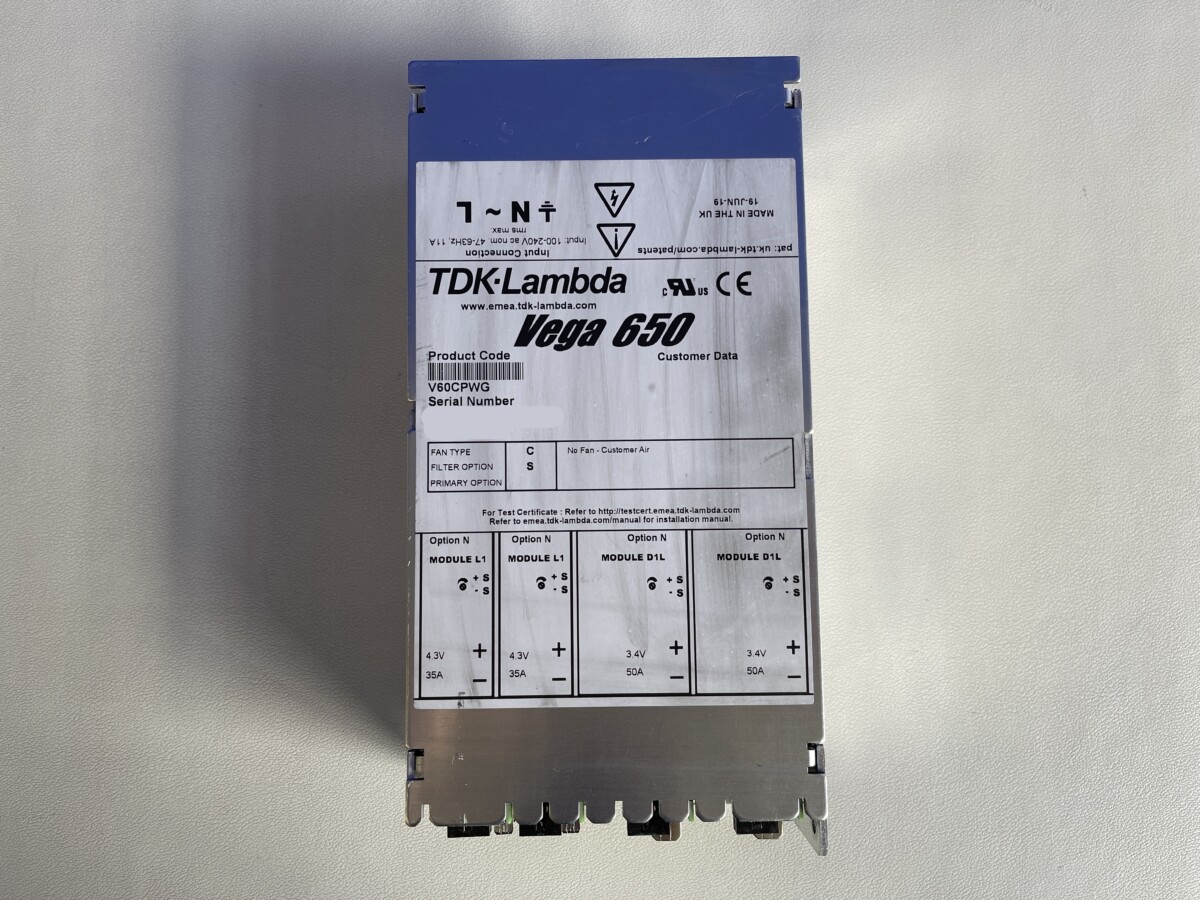 MADE IN THE UK
19-JUN-19
pat: uk.tdk-lambda.com/patents
Input Connection
Input: 100-240V ac nom, 47-63Hz, 11A
rms max.
N ~ L
TDK·Lambda
C RU US CE
www.emea.tdk-lambda.com
Vega 650
Product Code
Customer Data
V60CPWG
Serial Number
FAN TYPE C No Fan - Customer Air
FILTER OPTION S
PRIMARY OPTION
For Test Certificate : Refer to http://testcert.emea.tdk-lambda.com
Refer to emea.tdk-lambda.com/manual for installation manual.
Option N
MODULE L1
+ S
- S
+
4.3V
35A
-
Option N
MODULE L1
+ S
- S
+
4.3V
35A
-
Option N
MODULE D1L
+ S
- S
+
3.4V
50A
-
Option N
MODULE D1L
+ S
- S
+
3.4V
50A
-